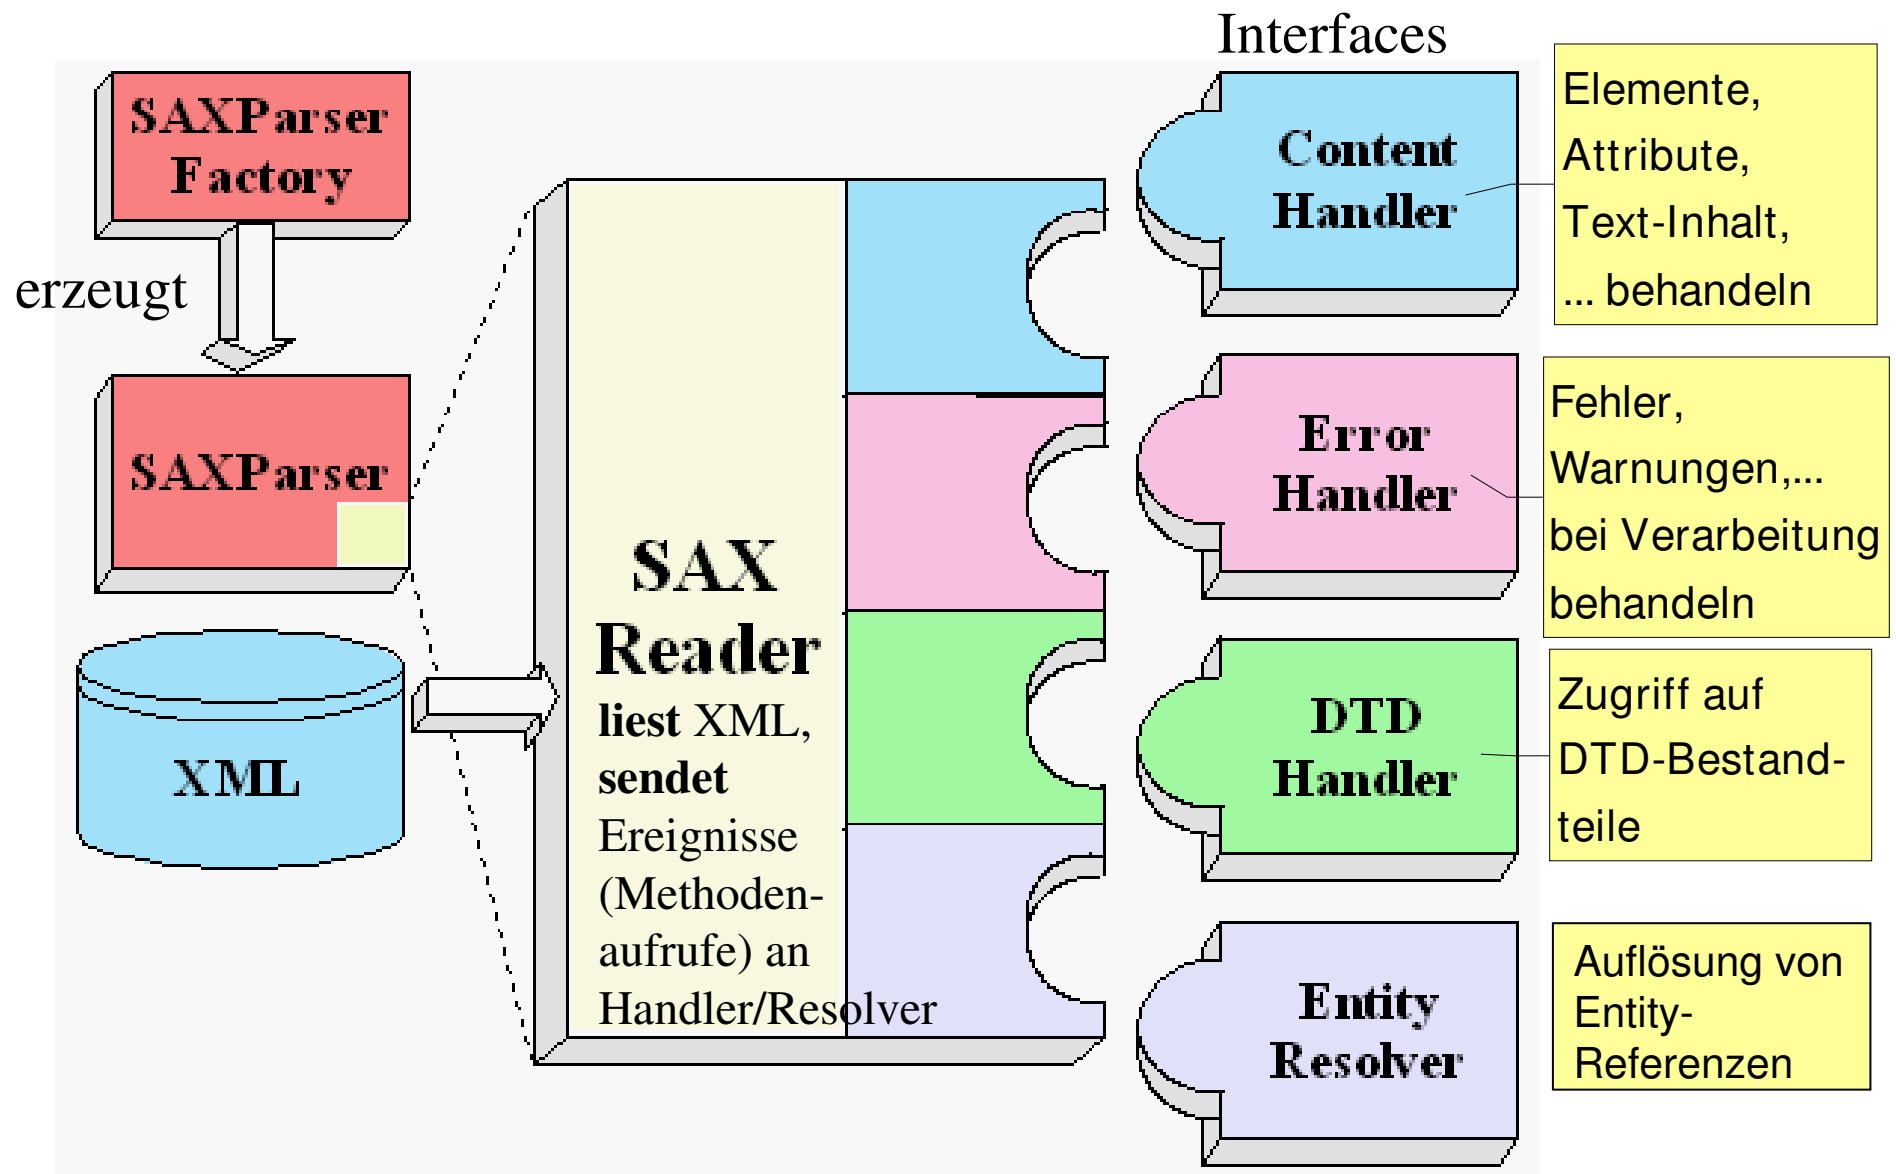 Interfaces
SAXParser
Factory
erzeugt
SAXParser
XML
SAX
Reader
liest XML,
sendet
Ereignisse
(Methoden-
aufrufe) an
Handler/Resolver
Content
Handler
Elemente,
Attribute,
Text-Inhalt,
... behandeln
Error
Handler
Fehler,
Warnungen,...
bei Verarbeitung
behandeln
DTD
Handler
Zugriff auf
DTD-Bestand-
teile
Entity
Resolver
Auflösung von
Entity-
Referenzen